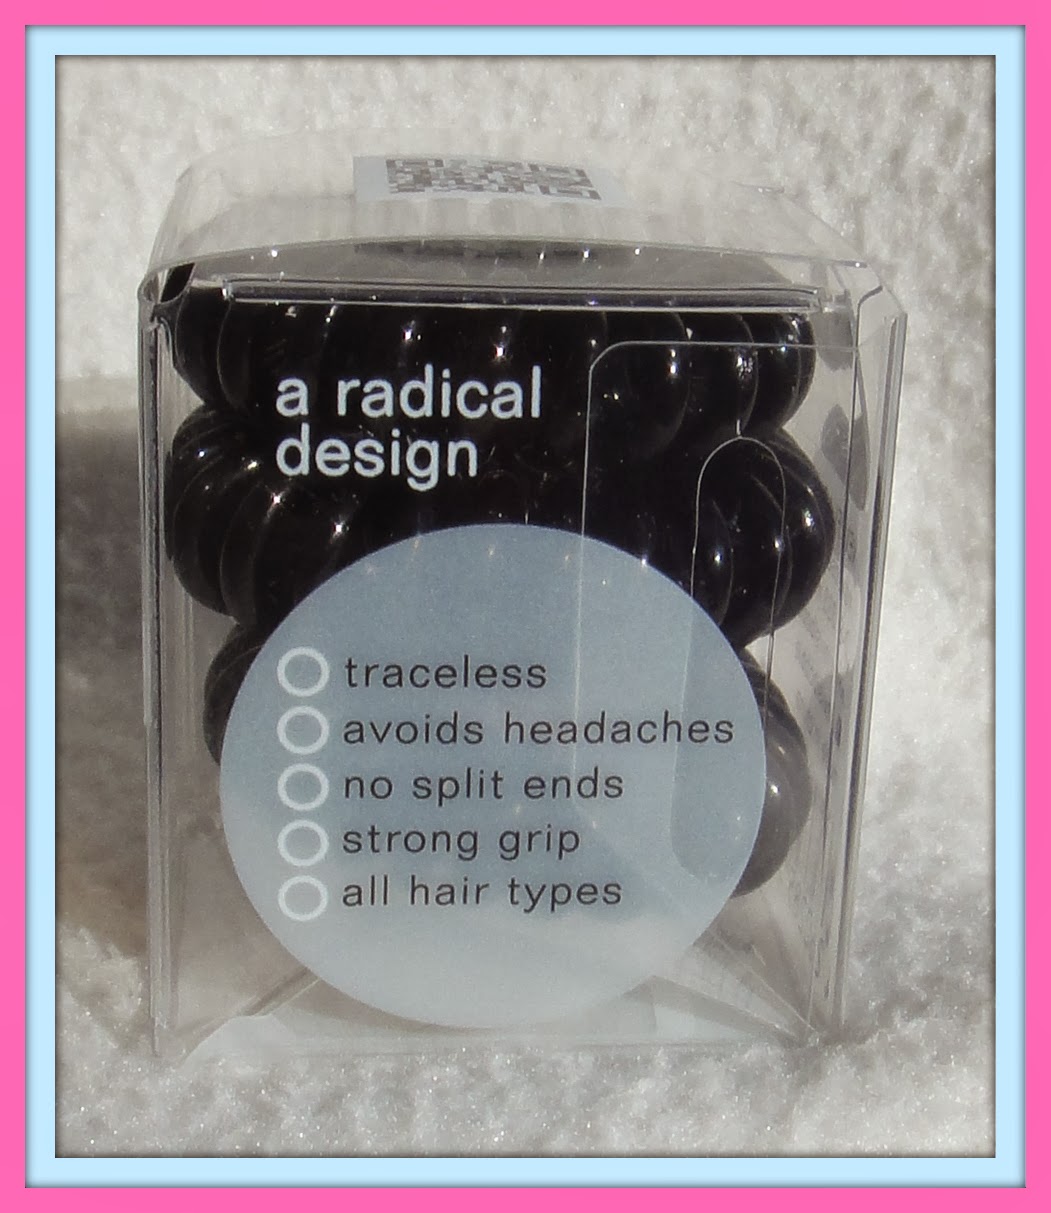 a radical
design
traceless
avoids headaches
no split ends
strong grip
all hair types